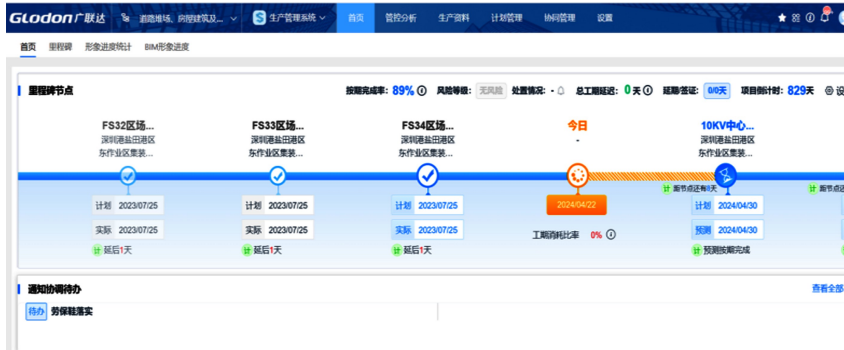 GLODON广联达 道路堆场、房屋建筑及... 生产管理系统 首页 管控分析 生产资料 计划管理 协同管理 设置
首页 里程碑 形象进度统计 BIM形象进度
里程碑节点 按期完成率: 89% 风险等级: 无风险 处置情况: - 总工期延迟: 0天 延期/签证: 0/0天 项目倒计时: 829天 设
FS32区场... FS33区场... FS34区场... 今日 10KV中心...
深圳港盐田港区 深圳港盐田港区 深圳港盐田港区 - 深圳港盐田港区
东作业区集装... 东作业区集装... 东作业区集装... 东作业区集装...
计 距节点还有8天 计 距节点还
计划 2023/07/25 计划 2023/07/25 计划 2023/07/25 2024/04/22 计划 2024/04/30
实际 2023/07/25 实际 2023/07/25 实际 2023/07/25 工期消耗比率 0% 预测 2024/04/30
计 延后1天 计 延后1天 计 延后1天 计 预测按期完成
通知协调待办 查看全部
待办 劳保鞋落实